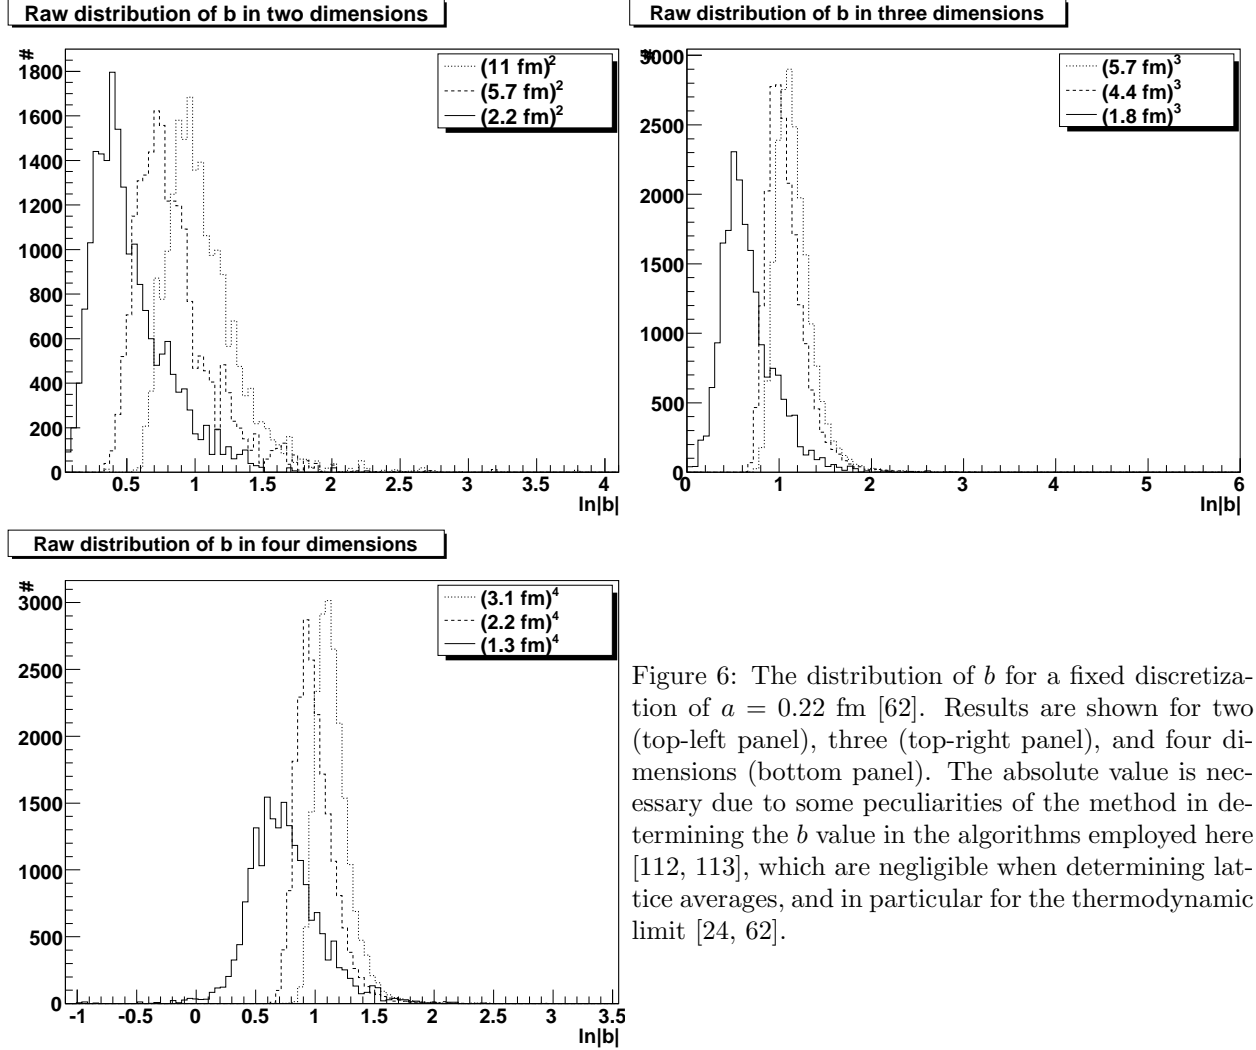 Raw distribution of b in two dimensions
#
1800
1600
1400
1200
1000
800
600
400
200
0
0.5 1 1.5 2 2.5 3 3.5 4
ln|b|
(11 fm)²
(5.7 fm)²
(2.2 fm)²
Raw distribution of b in three dimensions
#
3000
2500
2000
1500
1000
500
0
0 1 2 3 4 5 6
ln|b|
(5.7 fm)³
(4.4 fm)³
(1.8 fm)³
Raw distribution of b in four dimensions
#
3000
2500
2000
1500
1000
500
0
-1 -0.5 0 0.5 1 1.5 2 2.5 3 3.5
ln|b|
(3.1 fm)⁴
(2.2 fm)⁴
(1.3 fm)⁴
Figure 6: The distribution of b for a fixed discretiza-
tion of a = 0.22 fm [62]. Results are shown for two
(top-left panel), three (top-right panel), and four di-
mensions (bottom panel). The absolute value is nec-
essary due to some peculiarities of the method in de-
termining the b value in the algorithms employed here
[112, 113], which are negligible when determining lat-
tice averages, and in particular for the thermodynamic
limit [24, 62].